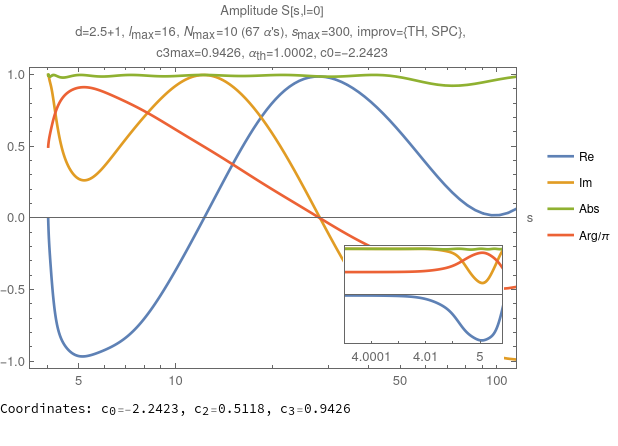 Amplitude S[s,l=0]
d=2.5+1, lmax=16, Nmax=10 (67 α's), smax=300, improv={TH, SPC},
c3max=0.9426, αth=1.0002, c0=−2.2423
1.0
0.5
0.0
−0.5
−1.0
5
10
50
100
s
Re
Im
Abs
Arg/π
4.0001
4.01
5
Coordinates: c0=−2.2423, c2=0.5118, c3=0.9426